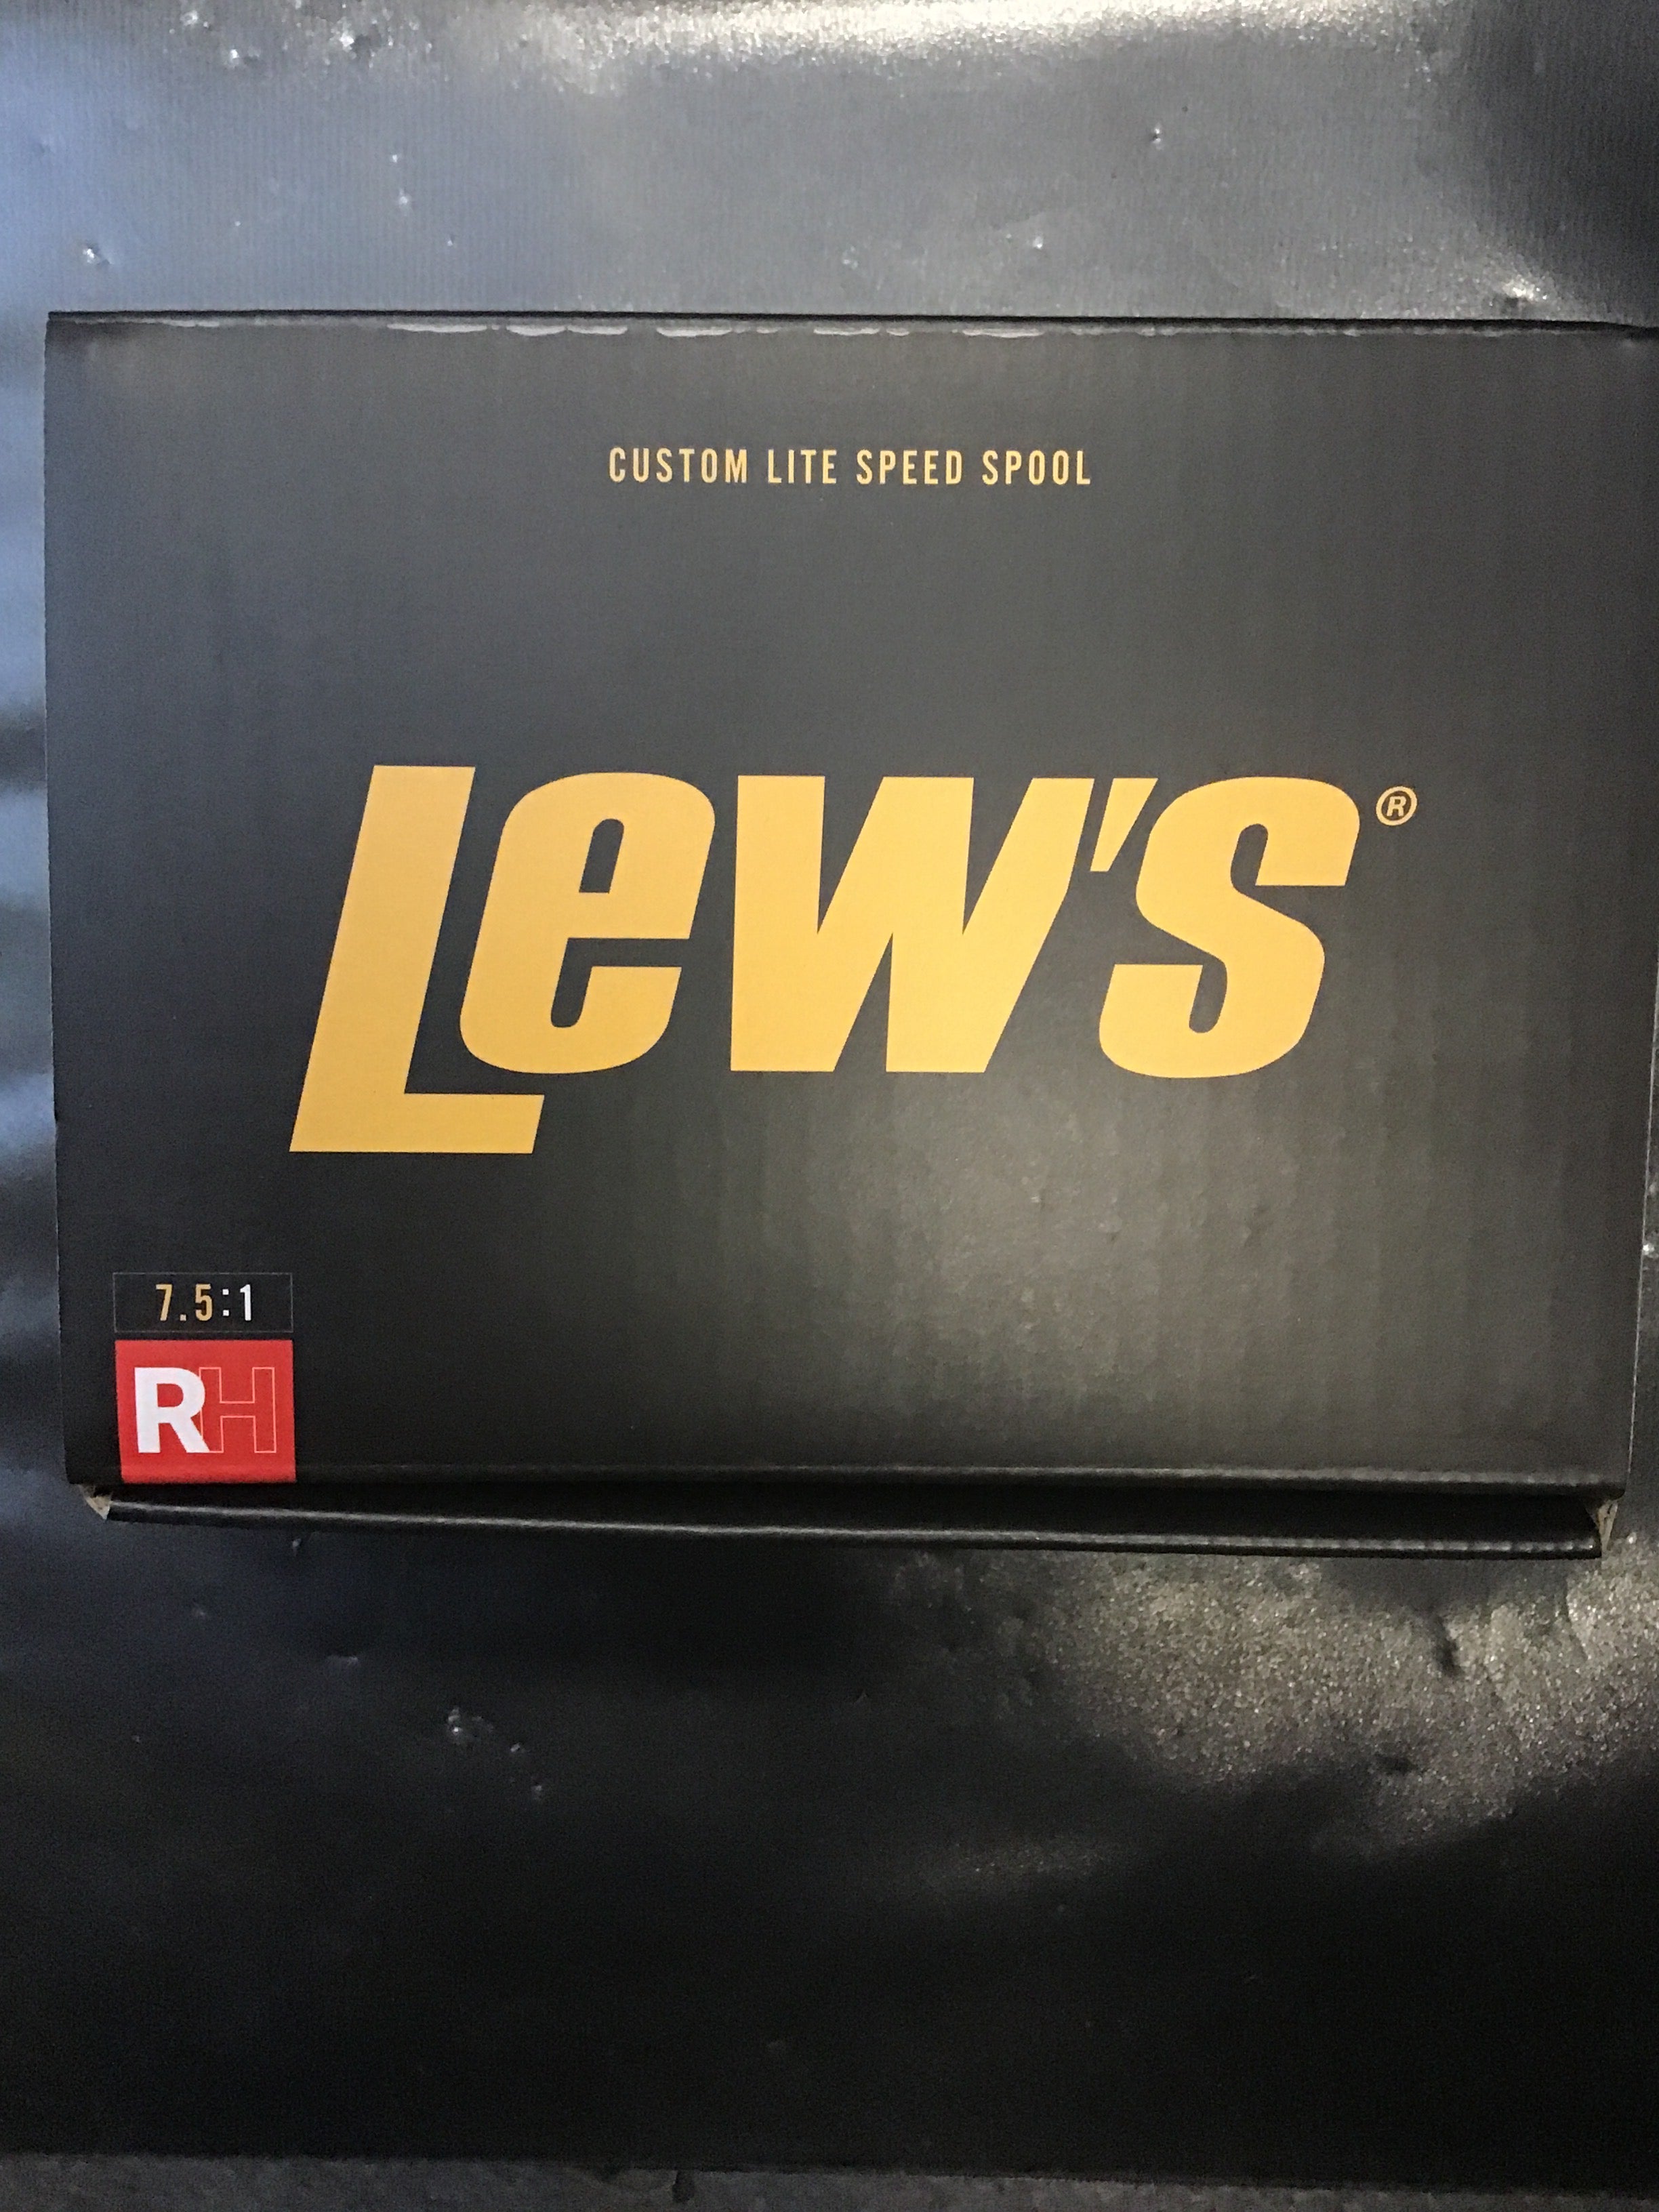 CUSTOM LITE SPEED SPOOL
Lew's®
7.5:1
RH